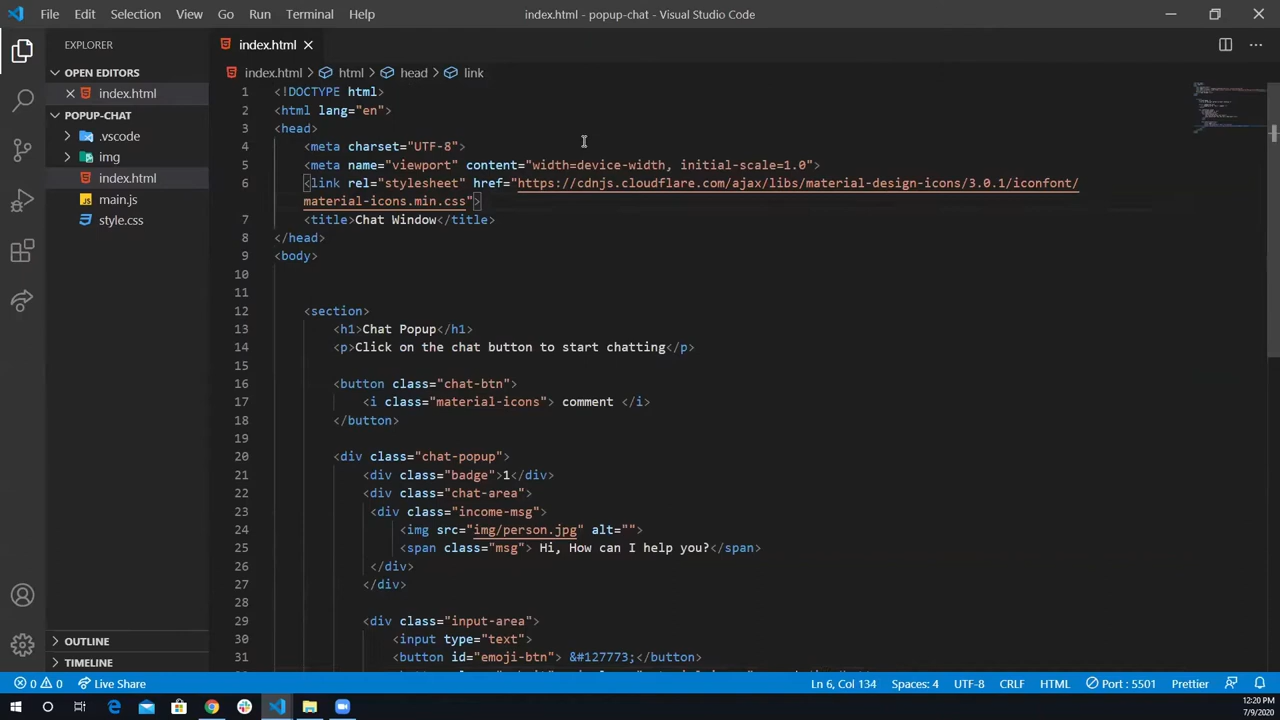 File Edit Selection View Go Run Terminal Help
index.html - popup-chat - Visual Studio Code
EXPLORER
index.html
OPEN EDITORS
index.html
POPUP-CHAT
.vscode
img
index.html
main.js
style.css
OUTLINE
TIMELINE
index.html > html > head > link
1 <!DOCTYPE html>
2 <html lang="en">
3 <head>
4 <meta charset="UTF-8">
5 <meta name="viewport" content="width=device-width, initial-scale=1.0">
6 <link rel="stylesheet" href="https://cdnjs.cloudflare.com/ajax/libs/material-design-icons/3.0.1/iconfont/
material-icons.min.css">
7 <title>Chat Window</title>
8 </head>
9 <body>
10
11
12 <section>
13 <h1>Chat Popup</h1>
14 <p>Click on the chat button to start chatting</p>
15
16 <button class="chat-btn">
17 <i class="material-icons"> comment </i>
18 </button>
19
20 <div class="chat-popup">
21 <div class="badge">1</div>
22 <div class="chat-area">
23 <div class="income-msg">
24 <img src="img/person.jpg" alt="">
25 <span class="msg"> Hi, How can I help you?</span>
26 </div>
27 </div>
28
29 <div class="input-area">
30 <input type="text">
31 <button id="emoji-btn"> &#127773;</button>
0 0 Live Share
Ln 6, Col 134 Spaces: 4 UTF-8 CRLF HTML Port : 5501 Prettier
12:20 PM
7/9/2020